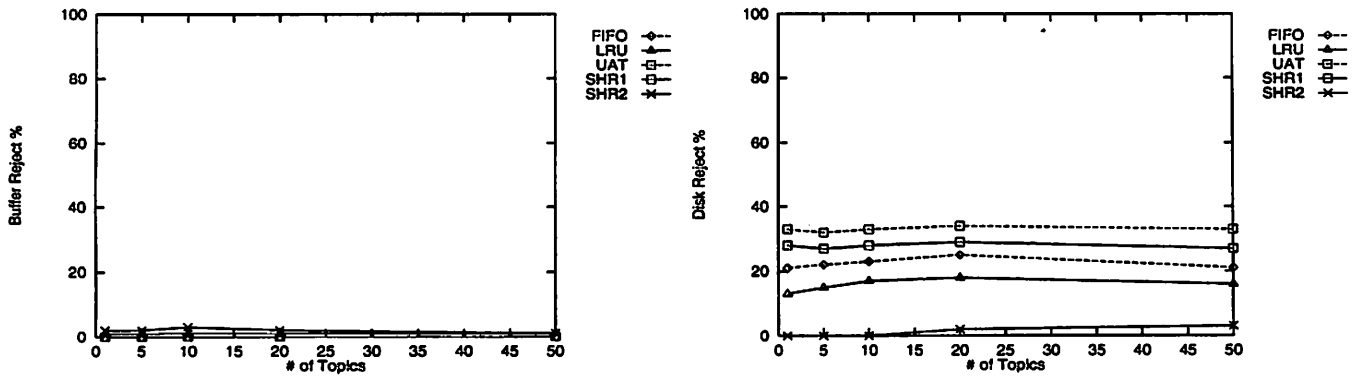 100
80
60
40
20
0
0 5 10 15 20 25 30 35 40 45 50
# of Topics
Buffer Reject %
FIFO
LRU
UAT
SHR1
SHR2
100
80
60
40
20
0
0 5 10 15 20 25 30 35 40 45 50
# of Topics
Disk Reject %
FIFO
LRU
UAT
SHR1
SHR2